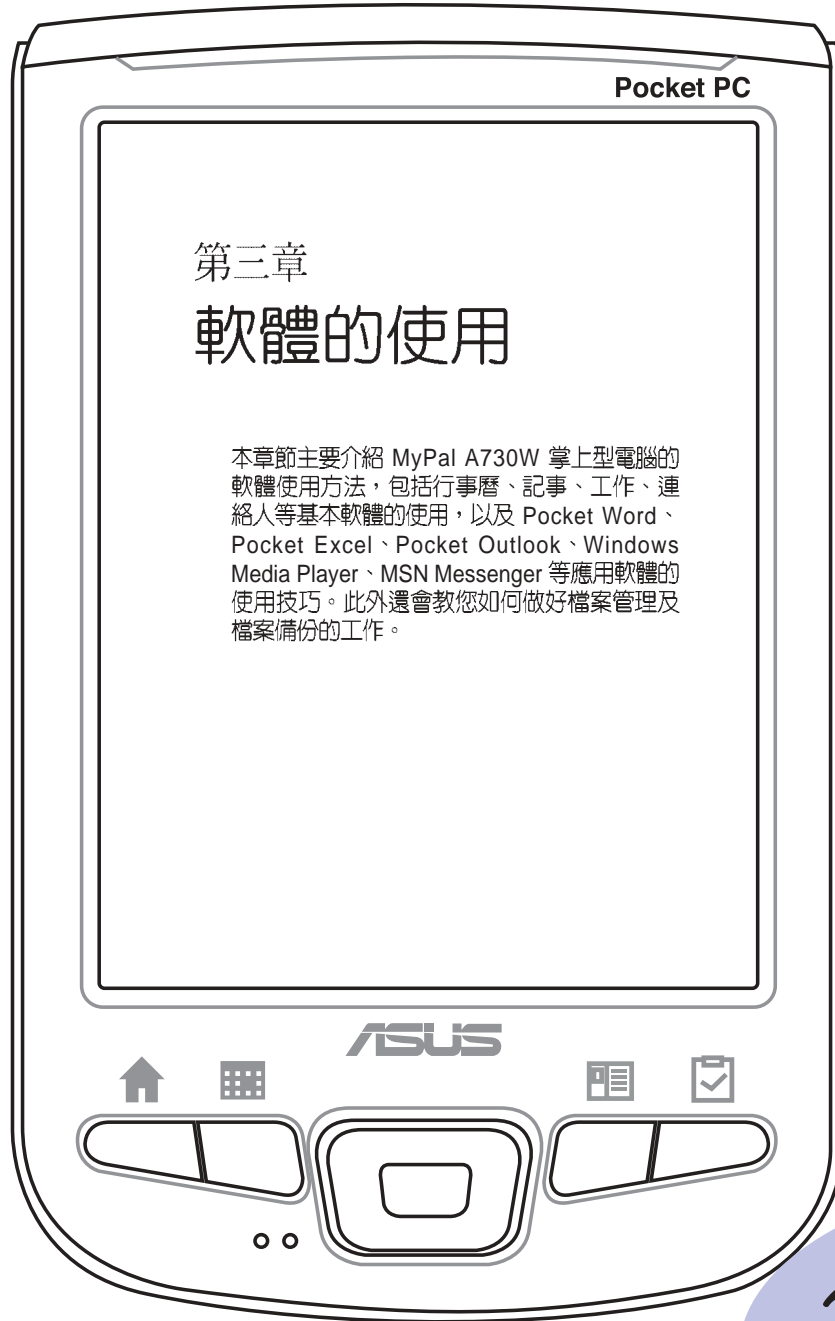 Pocket PC
第三章
軟體的使用
本章節主要介紹 MyPal A730W 掌上型電腦的
軟體使用方法，包括行事曆、記事、工作、連
絡人等基本軟體的使用，以及 Pocket Word、
Pocket Excel、Pocket Outlook、Windows
Media Player、MSN Messenger 等應用軟體的
使用技巧。此外還會教您如何做好檔案管理及
檔案備份的工作。
ASUS